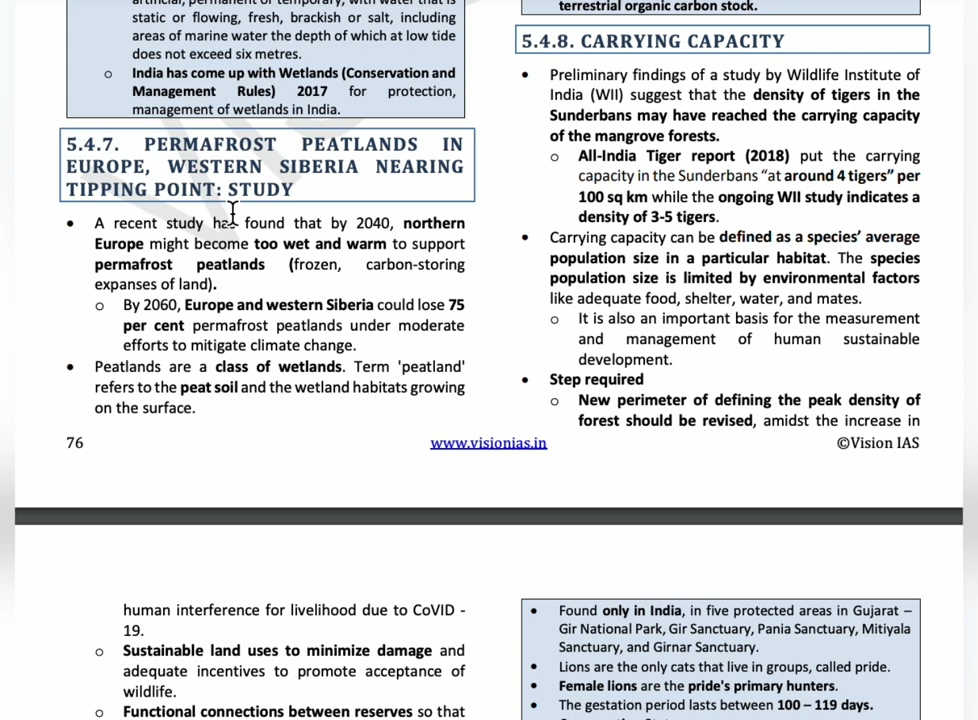 artificial, permanent or temporary, with water that is
static or flowing, fresh, brackish or salt, including
areas of marine water the depth of which at low tide
does not exceed six metres.
o India has come up with Wetlands (Conservation and
Management Rules) 2017 for protection,
management of wetlands in India.
5.4.7. PERMAFROST PEATLANDS IN
EUROPE, WESTERN SIBERIA NEARING
TIPPING POINT: STUDY
• A recent study has found that by 2040, northern
Europe might become too wet and warm to support
permafrost peatlands (frozen, carbon-storing
expanses of land).
o By 2060, Europe and western Siberia could lose 75
per cent permafrost peatlands under moderate
efforts to mitigate climate change.
• Peatlands are a class of wetlands. Term 'peatland'
refers to the peat soil and the wetland habitats growing
on the surface.
terrestrial organic carbon stock.
5.4.8. CARRYING CAPACITY
• Preliminary findings of a study by Wildlife Institute of
India (WII) suggest that the density of tigers in the
Sunderbans may have reached the carrying capacity
of the mangrove forests.
o All-India Tiger report (2018) put the carrying
capacity in the Sunderbans “at around 4 tigers” per
100 sq km while the ongoing WII study indicates a
density of 3-5 tigers.
• Carrying capacity can be defined as a species’ average
population size in a particular habitat. The species
population size is limited by environmental factors
like adequate food, shelter, water, and mates.
o It is also an important basis for the measurement
and management of human sustainable
development.
• Step required
o New perimeter of defining the peak density of
forest should be revised, amidst the increase in
76 www.visionias.in ©Vision IAS
human interference for livelihood due to CoVID -
19.
o Sustainable land uses to minimize damage and
adequate incentives to promote acceptance of
wildlife.
o Functional connections between reserves so that
• Found only in India, in five protected areas in Gujarat –
Gir National Park, Gir Sanctuary, Pania Sanctuary, Mitiyala
Sanctuary, and Girnar Sanctuary.
• Lions are the only cats that live in groups, called pride.
• Female lions are the pride's primary hunters.
• The gestation period lasts between 100 – 119 days.